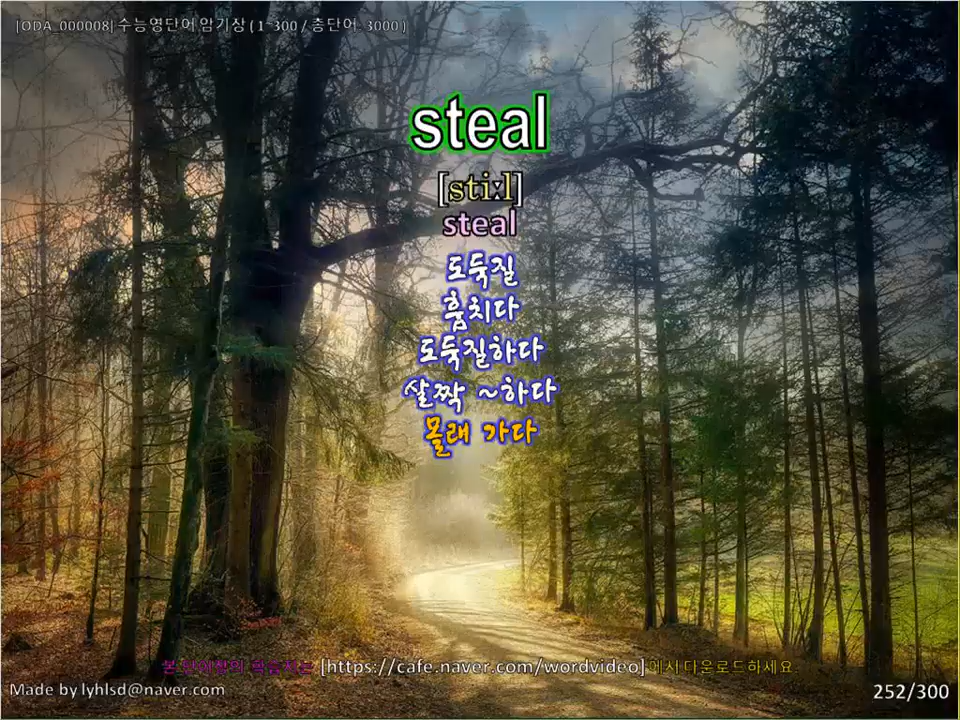 [ODA_000008] 수능영단어 암기장 ( 1~300 / 총단어 3000 )
steal
[sti:l]
steal
도둑질
훔치다
도둑질하다
살짝 ~하다
몰래 가다
본 단어장의 학습지는 [https://cafe.naver.com/wordvideo]에서 다운로드하세요.
Made by lyhlsd@naver.com
252/300